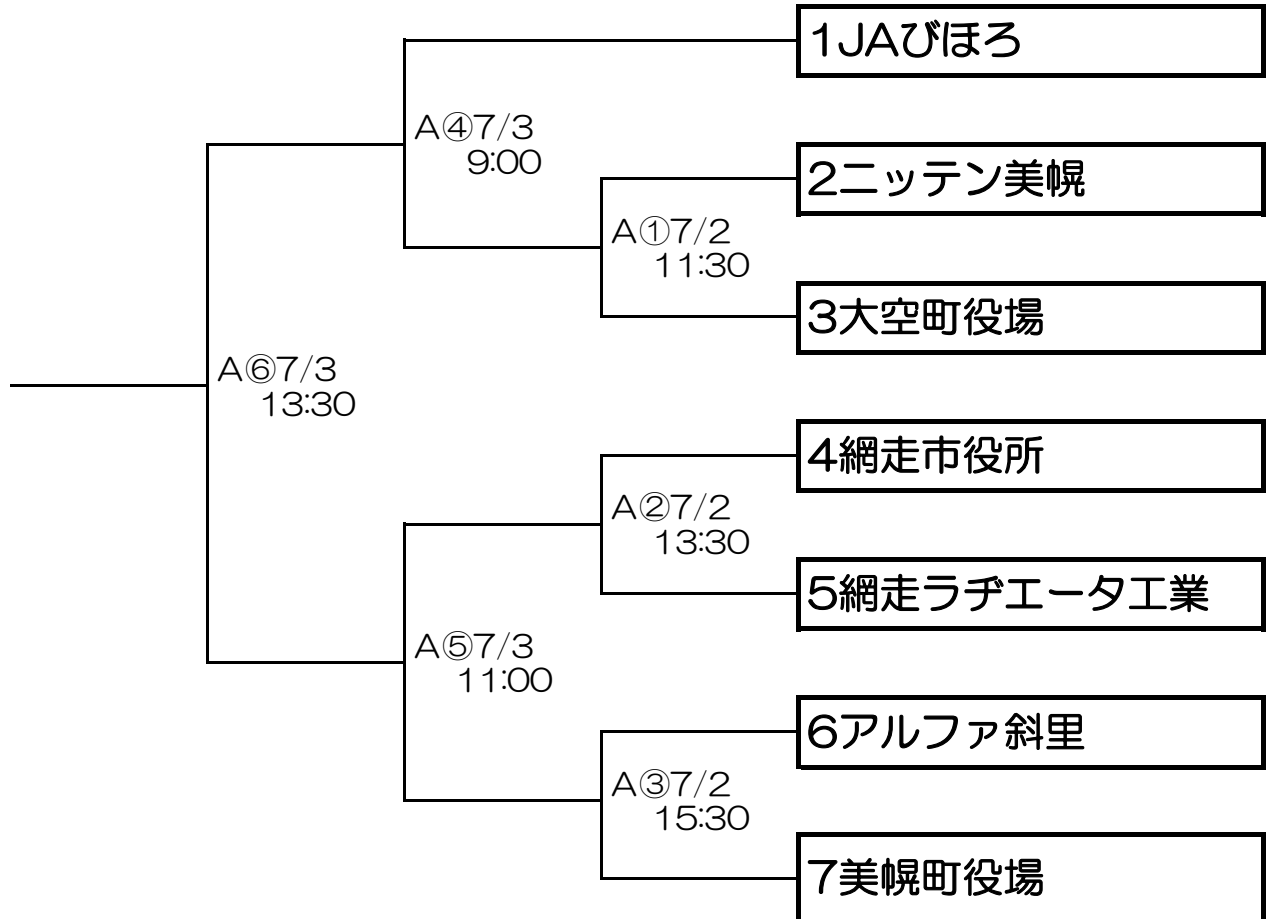 1JAびほろ
A④7/3
9:00
2ニッテン美幌
A①7/2
11:30
3大空町役場
A⑥7/3
13:30
4網走市役所
A②7/2
13:30
5網走ラヂエータ工業
A⑤7/3
11:00
6アルファ斜里
A③7/2
15:30
7美幌町役場